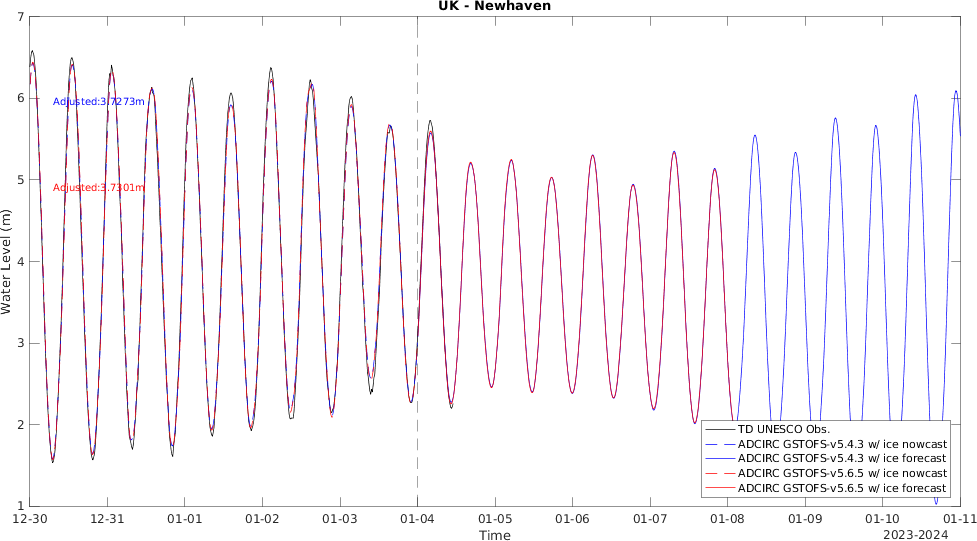 UK - Newhaven
7
6
5
4
3
2
1
Water Level (m)
Adjusted:3.7273m
Adjusted:3.7301m
TD UNESCO Obs.
ADCIRC GSTOFS-v5.4.3 w/ ice nowcast
ADCIRC GSTOFS-v5.4.3 w/ ice forecast
ADCIRC GSTOFS-v5.6.5 w/ ice nowcast
ADCIRC GSTOFS-v5.6.5 w/ ice forecast
12-30 12-31 01-01 01-02 01-03 01-04 01-05 01-06 01-07 01-08 01-09 01-10 01-11
Time
2023-2024